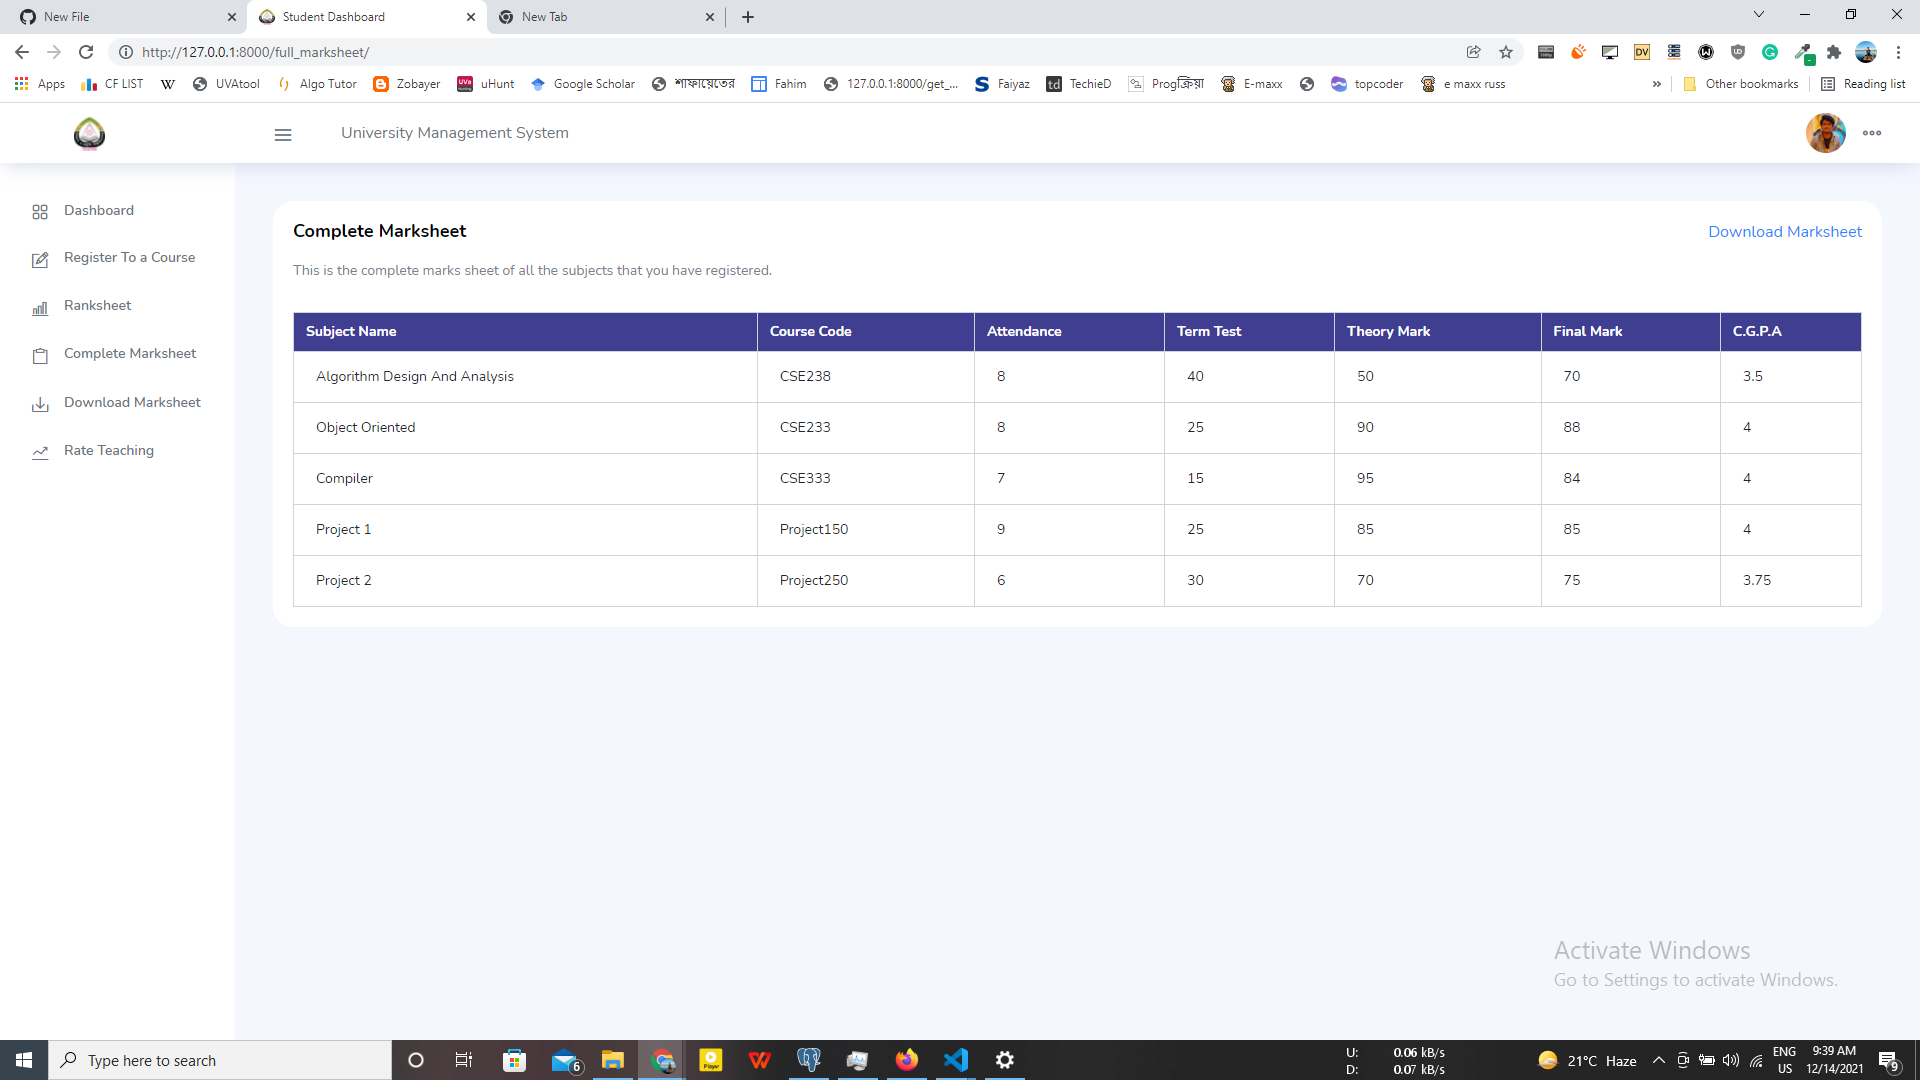 New File
Student Dashboard
New Tab
http://127.0.0.1:8000/full_marksheet/
Apps
CF LIST
W
UVAtool
Algo Tutor
Zobayer
uHunt
Google Scholar
শাফায়েতের
Fahim
127.0.0.1:8000/get_...
Faiyaz
td
TechieD
Progক্রিয়া
E-maxx
topcoder
e maxx russ
»
Other bookmarks
Reading list
University Management System
Dashboard
Register To a Course
Ranksheet
Complete Marksheet
Download Marksheet
Rate Teaching
Complete Marksheet
Download Marksheet
This is the complete marks sheet of all the subjects that you have registered.
Subject Name Course Code Attendance Term Test Theory Mark Final Mark C.G.P.A
Algorithm Design And Analysis CSE238 8 40 50 70 3.5
Object Oriented CSE233 8 25 90 88 4
Compiler CSE333 7 15 95 84 4
Project 1 Project150 9 25 85 85 4
Project 2 Project250 6 30 70 75 3.75
Activate Windows
Go to Settings to activate Windows.
Type here to search
6
Player
U: 0.06 kB/s
D: 0.07 kB/s
21°C Haze
ENG
US
9:39 AM
12/14/2021
9